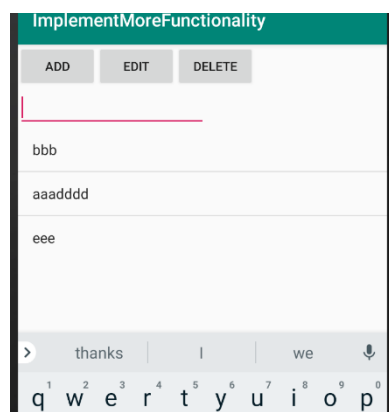 ImplementMoreFunctionality
ADD EDIT DELETE
bbb
aaadddd
eee
thanks I we
1 2 3 4 5 6 7 8 9 0
q w e r t y u i o p